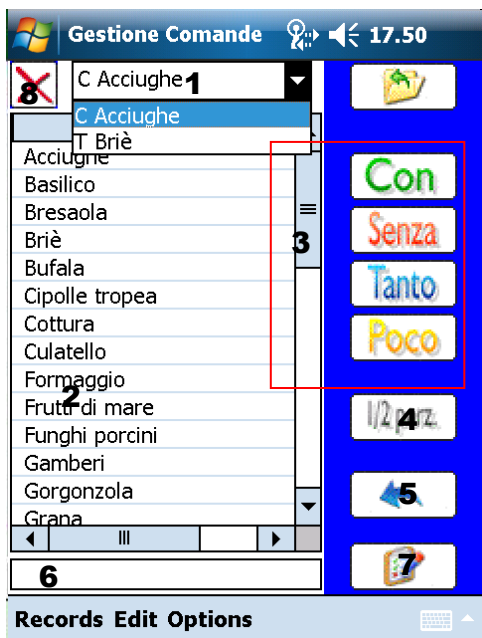 Gestione Comande 17.50
8
C Acciughe 1
C Acciughe
T Briè
Acciughe
Basilico
Bresaola
Briè
Bufala
Cipolle tropea
Cottura
Culatello
Formaggio
2
Frutti di mare
Funghi porcini
Gamberi
Gorgonzola
Grana
3
Con
Senza
Tanto
Poco
1/2 porz.
4
5
6
7
Records Edit Options